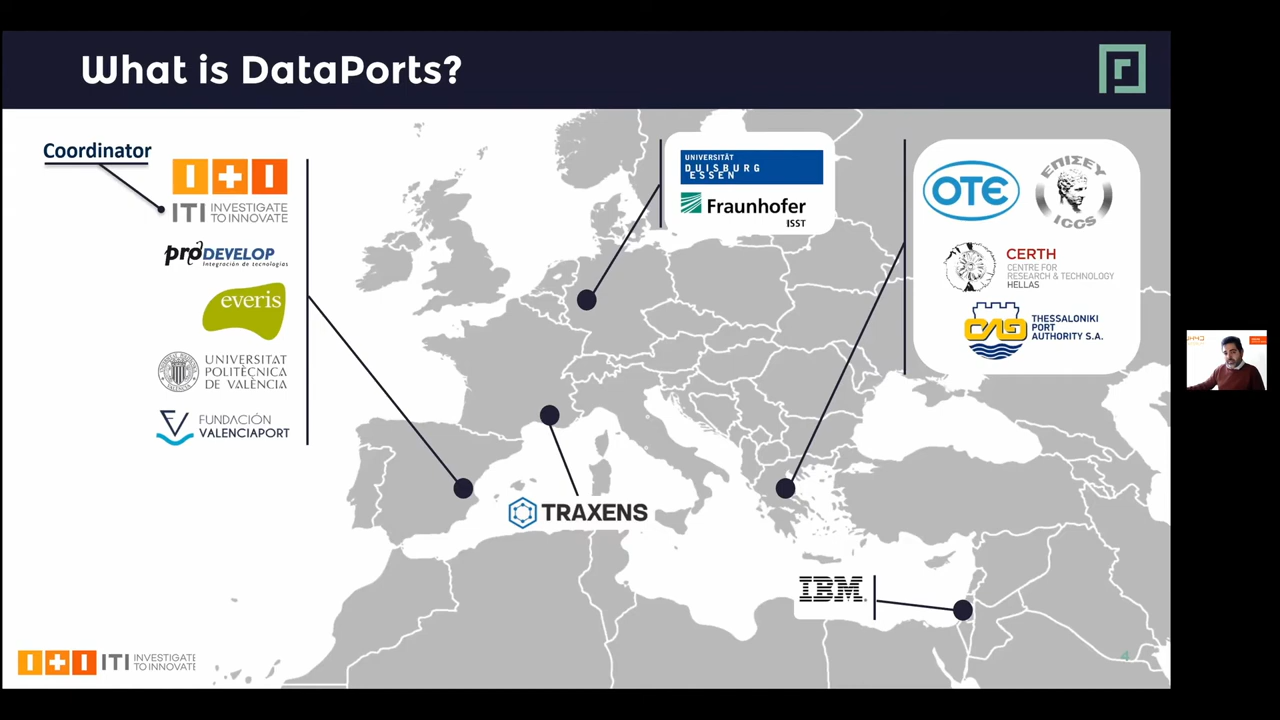 What is DataPorts?
Coordinator
ITI INVESTIGATE
TO INNOVATE
PRODEVELOP
Integración de tecnologías
everis
UNIVERSITAT
POLITÈCNICA
DE VALÈNCIA
FUNDACIÓN
VALENCIAPORT
UNIVERSITÄT
DUISBURG
ESSEN
Fraunhofer
ISST
OTE
ΕΠΙΣΕΥ
ICCS
CERTH
CENTRE FOR
RESEARCH & TECHNOLOGY
HELLAS
THESSALONIKI
PORT
AUTHORITY S.A.
TRAXENS
IBM
ITI INVESTIGATE
TO INNOVATE
4